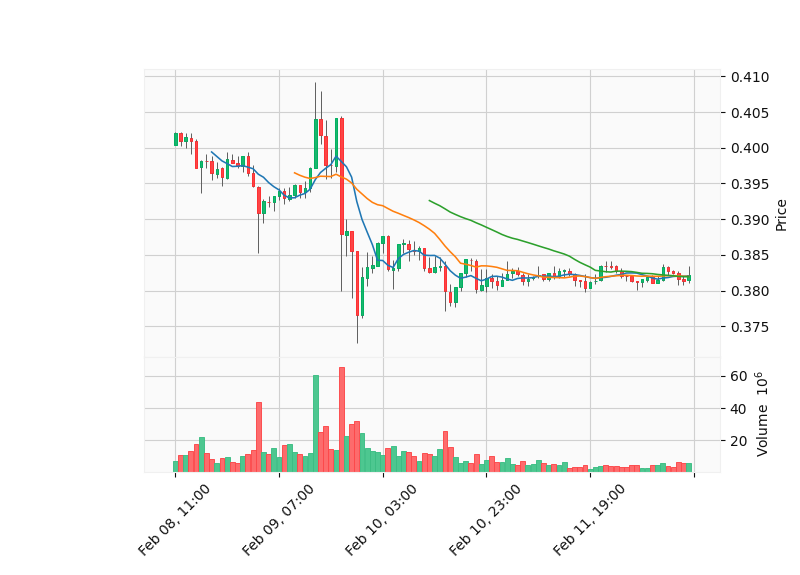 0.410
0.405
0.400
0.395
0.390
0.385
0.380
0.375
Price
60
40
20
Volume 10^6
Feb 08, 11:00
Feb 09, 07:00
Feb 10, 03:00
Feb 10, 23:00
Feb 11, 19:00